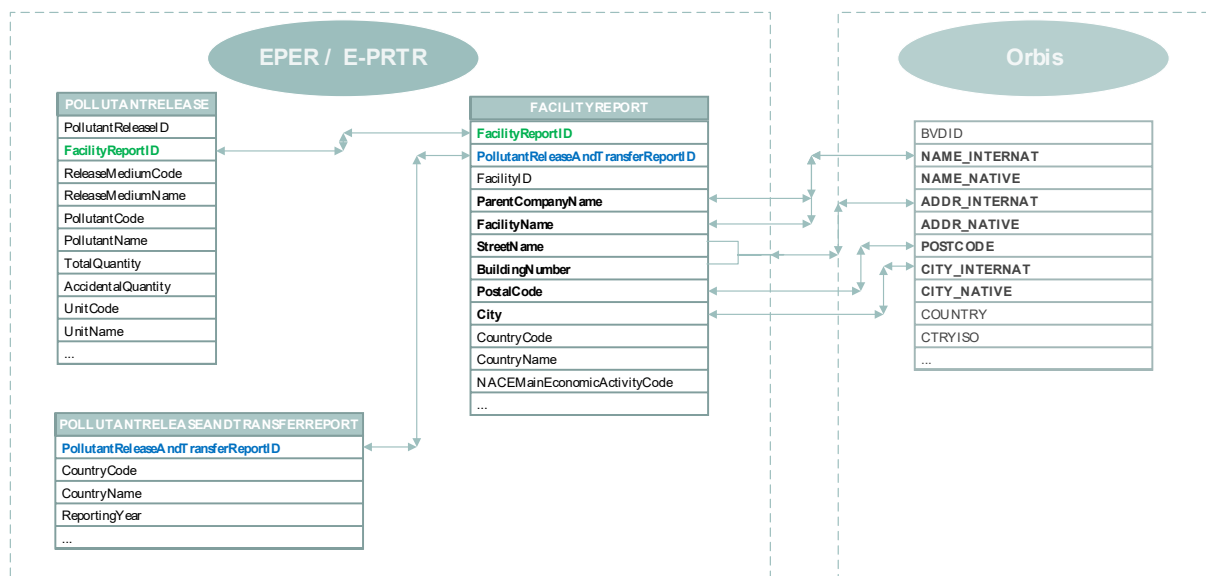 EPER / E-PRTR
Orbis
POLLUTANTRELEASE
PollutantReleaseID
FacilityReportID
ReleaseMediumCode
ReleaseMediumName
PollutantCode
PollutantName
TotalQuantity
AccidentalQuantity
UnitCode
UnitName
...
FACILITYREPORT
FacilityReportID
PollutantReleaseAndTransferReportID
FacilityID
ParentCompanyName
FacilityName
StreetName
BuildingNumber
PostalCode
City
CountryCode
CountryName
NACEMainEconomicActivityCode
...
BVDID
NAME_INTERNAT
NAME_NATIVE
ADDR_INTERNAT
ADDR_NATIVE
POSTCODE
CITY_INTERNAT
CITY_NATIVE
COUNTRY
CTRYISO
...
POLLUTANTRELEASEANDTRANSFERREPORT
PollutantReleaseAndTransferReportID
CountryCode
CountryName
ReportingYear
...